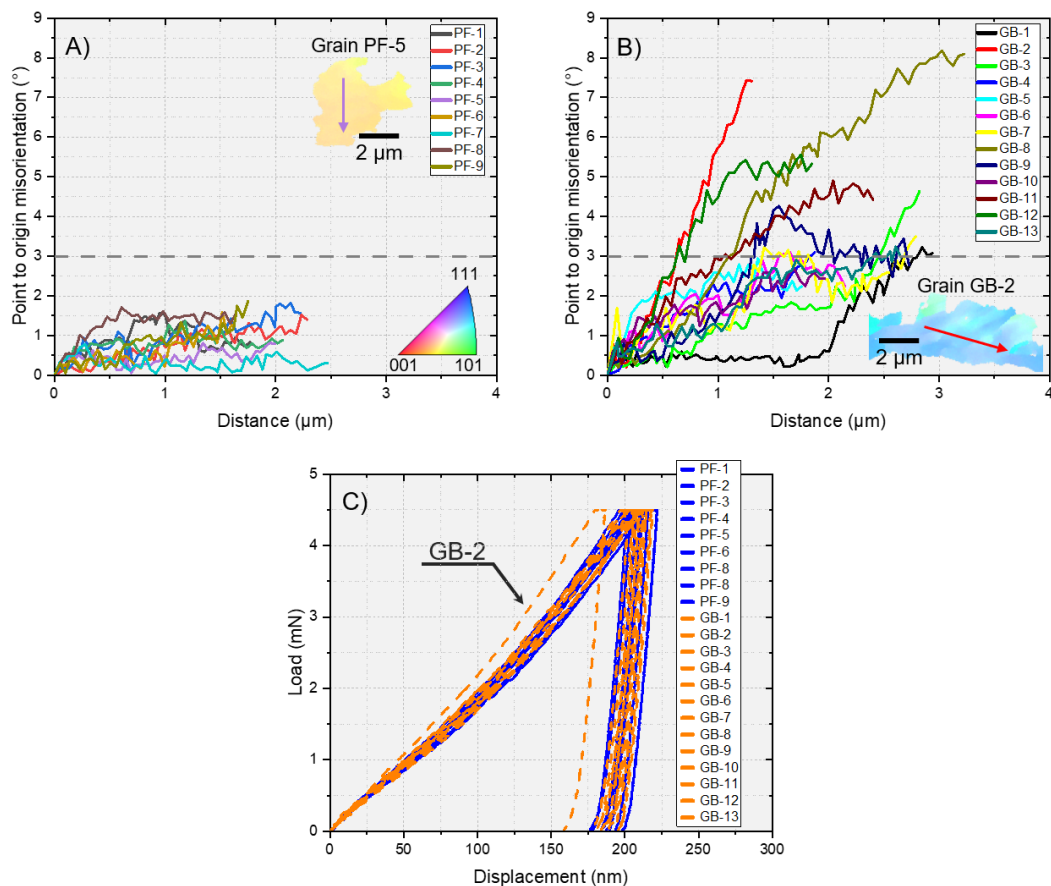 A)
Grain PF-5
2 µm
PF-1
PF-2
PF-3
PF-4
PF-5
PF-6
PF-7
PF-8
PF-9
111
001
101
9
8
7
6
5
4
3
2
1
0
Point to origin misorientation (°)
0
1
2
3
4
Distance (µm)
B)
GB-1
GB-2
GB-3
GB-4
GB-5
GB-6
GB-7
GB-8
GB-9
GB-10
GB-11
GB-12
GB-13
Grain GB-2
2 µm
9
8
7
6
5
4
3
2
1
0
Point to origin misorientation (°)
0
1
2
3
4
Distance (µm)
C)
GB-2
PF-1
PF-2
PF-3
PF-4
PF-5
PF-6
PF-8
PF-8
PF-9
GB-1
GB-2
GB-3
GB-4
GB-5
GB-6
GB-7
GB-8
GB-9
GB-10
GB-11
GB-12
GB-13
5
4
3
2
1
0
Load (mN)
0
50
100
150
200
250
300
Displacement (nm)